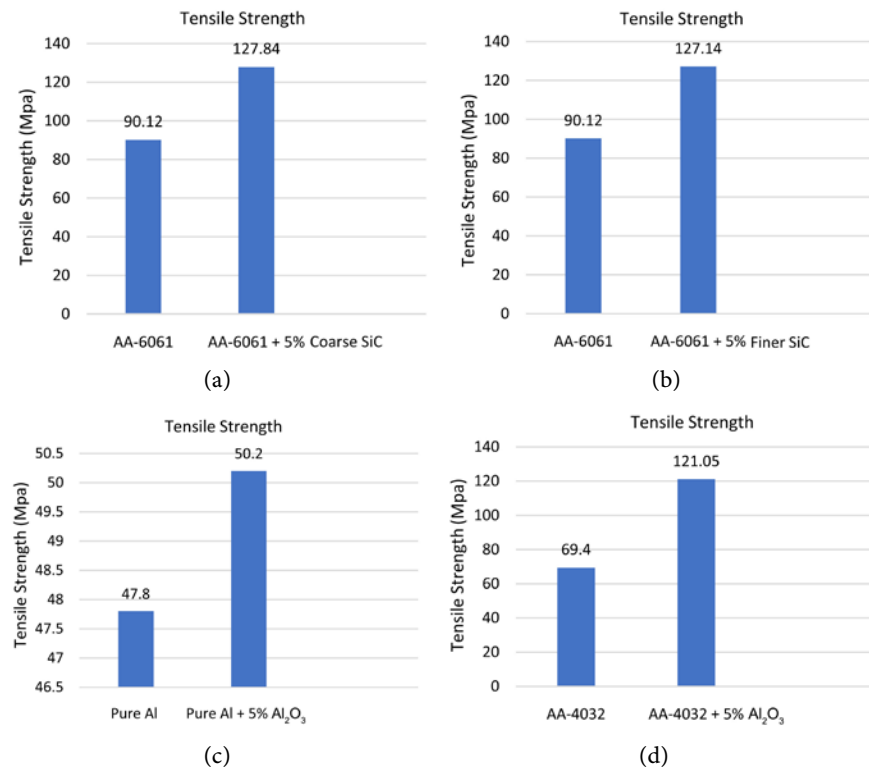 Tensile Strength
140
127.84
120
100
90.12
80
60
40
20
0
Tensile Strength (Mpa)
AA-6061
AA-6061 + 5% Coarse SiC
(a)
Tensile Strength
140
127.14
120
100
90.12
80
60
40
20
0
Tensile Strength (Mpa)
AA-6061
AA-6061 + 5% Finer SiC
(b)
Tensile Strength
50.5
50.2
50
49.5
49
48.5
48
47.8
47.5
47
46.5
Tensile Strength (Mpa)
Pure Al
Pure Al + 5% Al₂O₃
(c)
Tensile Strength
140
121.05
120
100
80
69.4
60
40
20
0
Tensile Strength (Mpa)
AA-4032
AA-4032 + 5% Al₂O₃
(d)